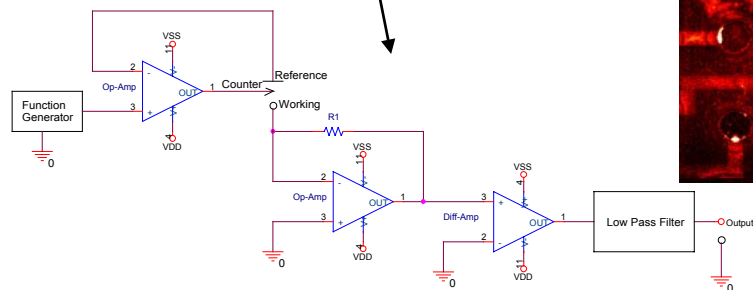 VSS
11
2
-
Op-Amp
OUT
1
3
+
4
VDD
Function
Generator
0
Counter
Reference
Working
R1
VSS
11
2
-
Op-Amp
OUT
1
3
+
4
VDD
0
VSS
4
3
+
Diff-Amp
OUT
1
2
-
11
VDD
0
Low Pass Filter
Output
0